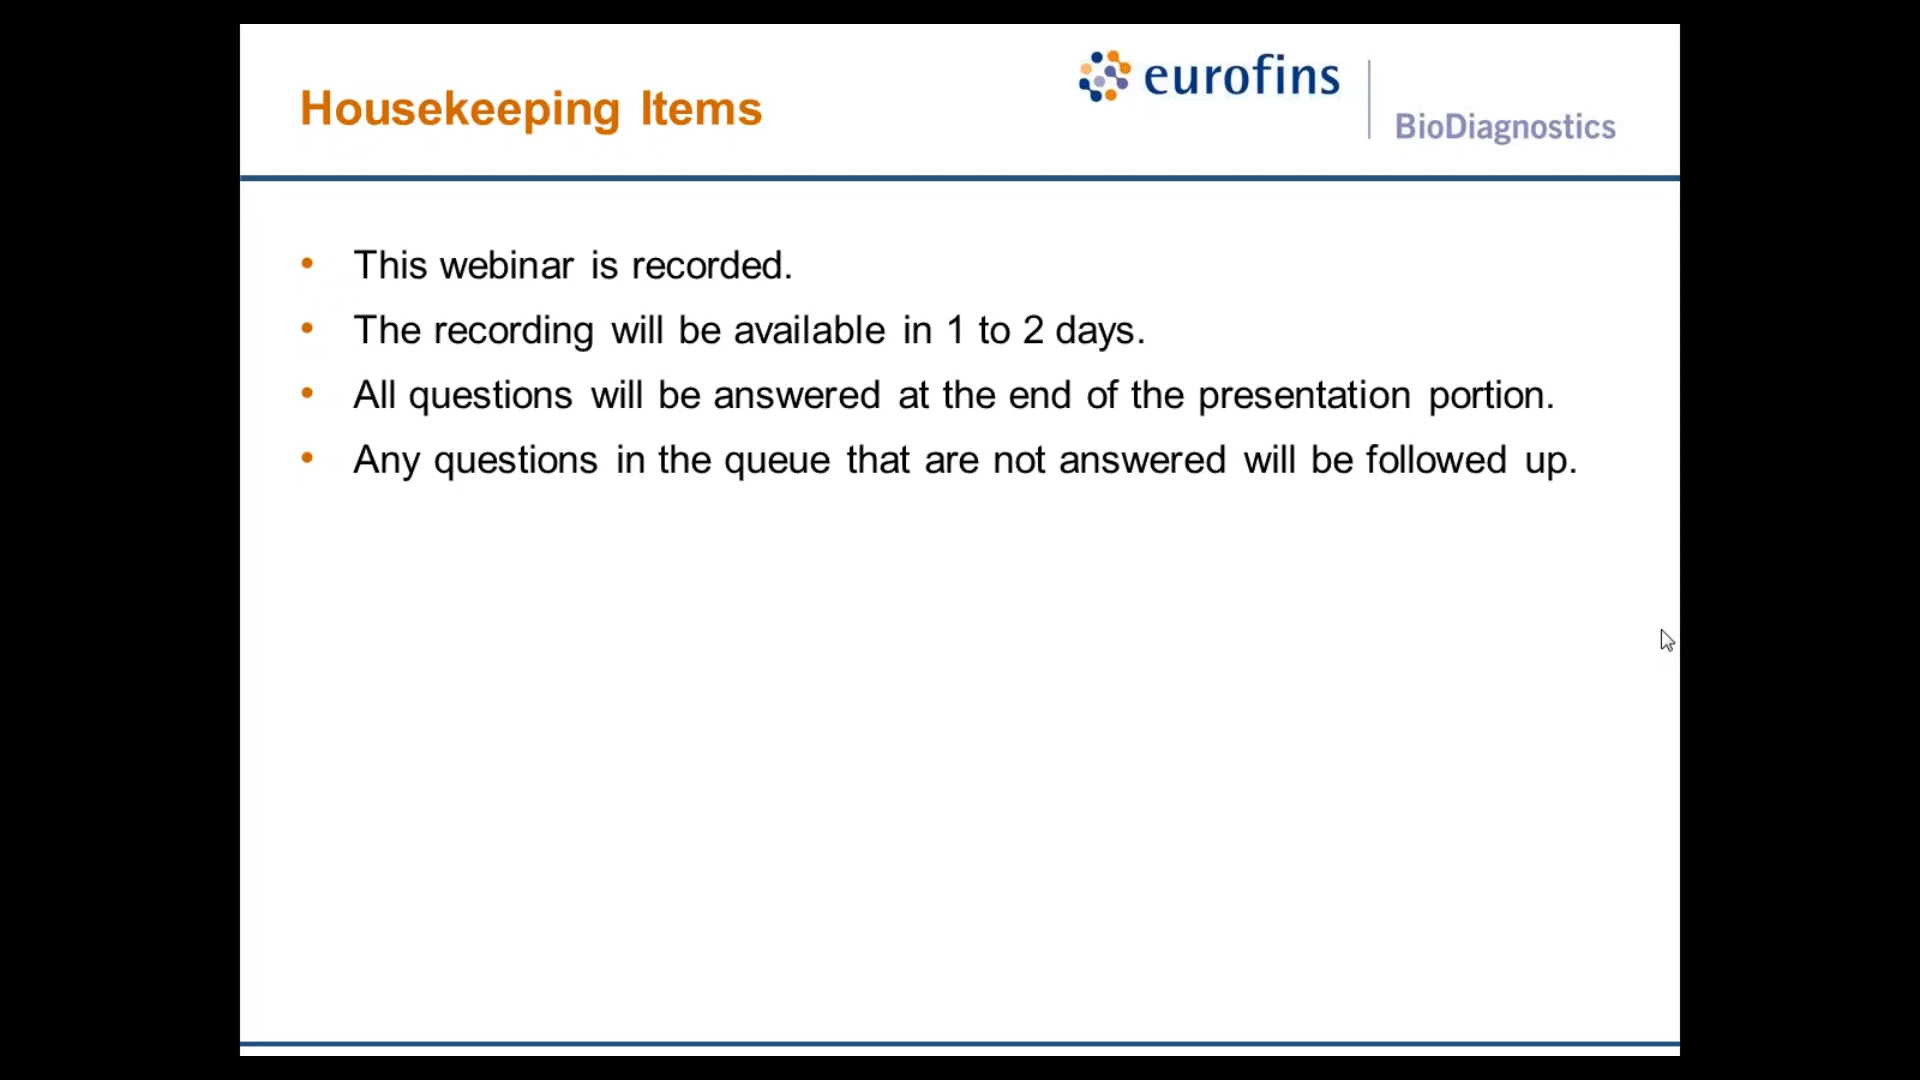 Housekeeping Items
eurofins
BioDiagnostics
• This webinar is recorded.
• The recording will be available in 1 to 2 days.
• All questions will be answered at the end of the presentation portion.
• Any questions in the queue that are not answered will be followed up.